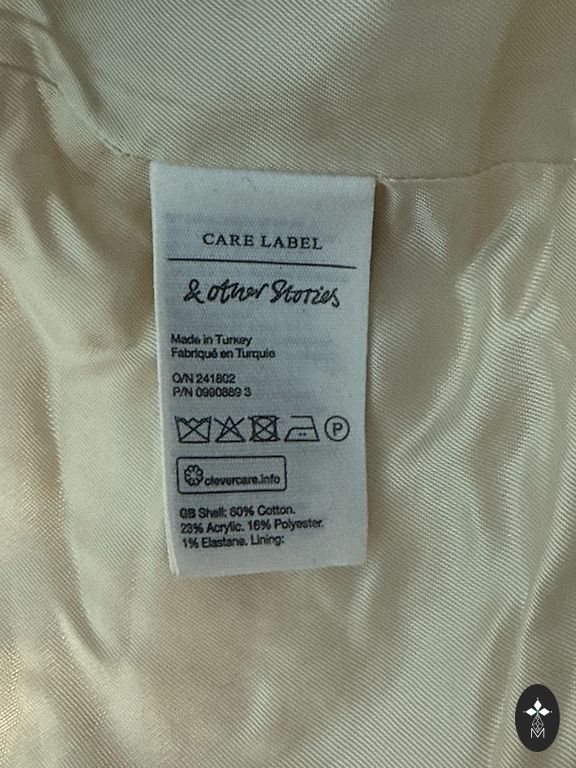 CARE LABEL
& other Stories
Made in Turkey
Fabriqué en Turquie
O/N 241802
P/N 0990889 3
P
clevercare.info
GB Shell: 60% Cotton.
23% Acrylic. 16% Polyester.
1% Elastane. Lining:
M